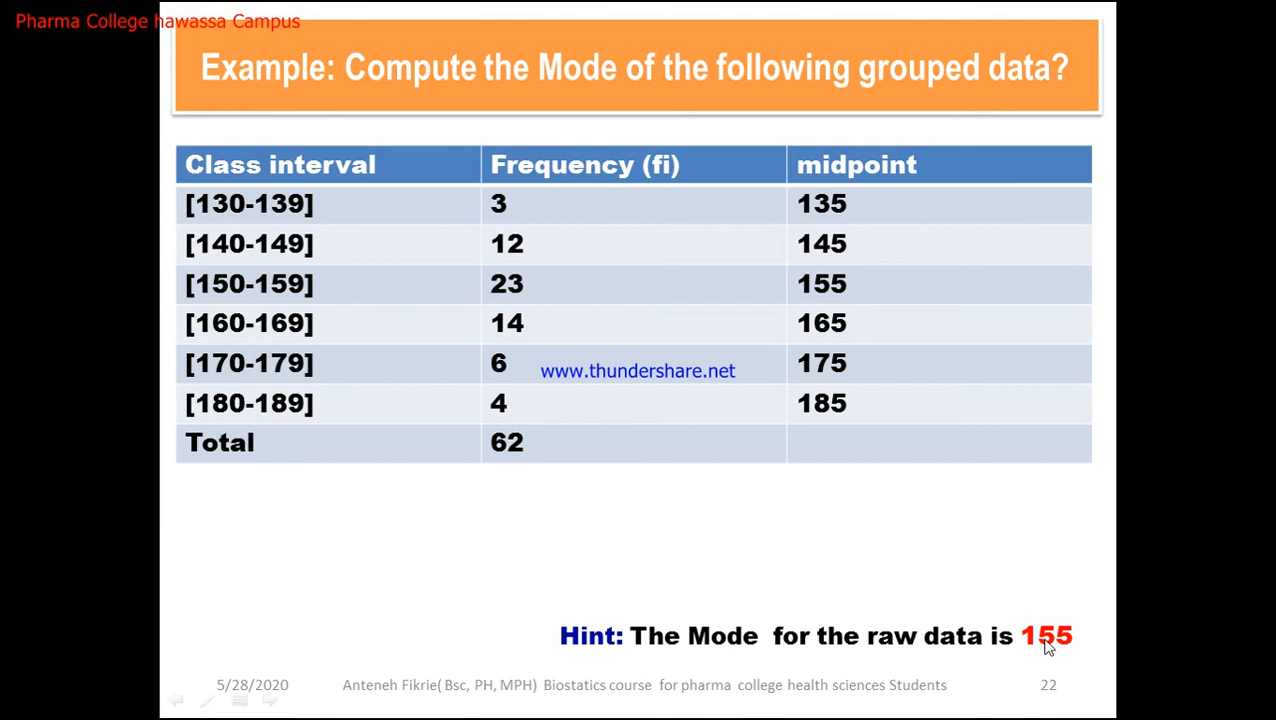 Pharma College hawassa Campus
Example: Compute the Mode of the following grouped data?
Class interval Frequency (fi) midpoint
[130-139] 3 135
[140-149] 12 145
[150-159] 23 155
[160-169] 14 165
[170-179] 6 175
www.thundershare.net
[180-189] 4 185
Total 62
Hint: The Mode for the raw data is 155
5/28/2020 Anteneh Fikrie( Bsc, PH, MPH) Biostatics course for pharma college health sciences Students 22